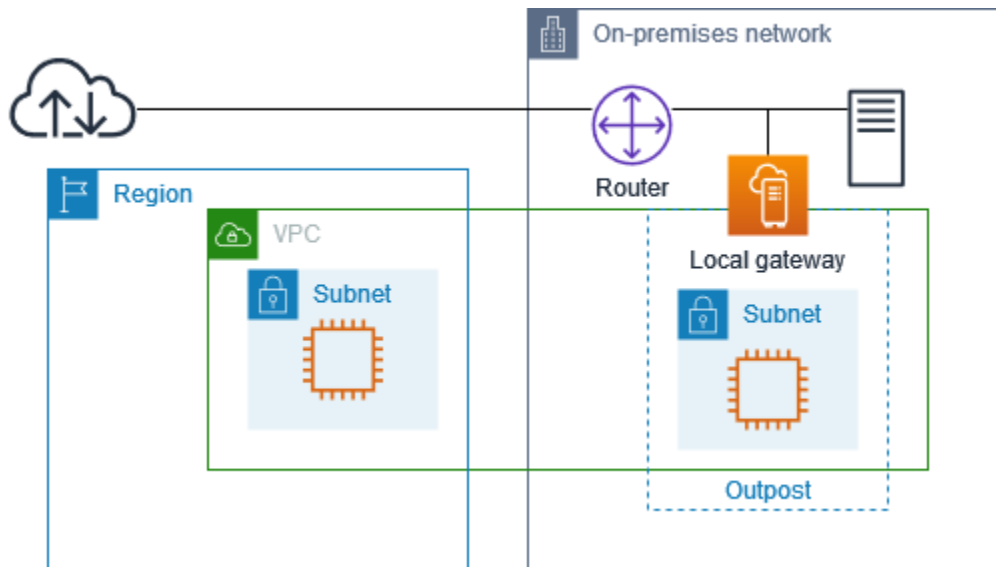 On-premises network
Router
Region
VPC
Local gateway
Subnet
Subnet
Outpost